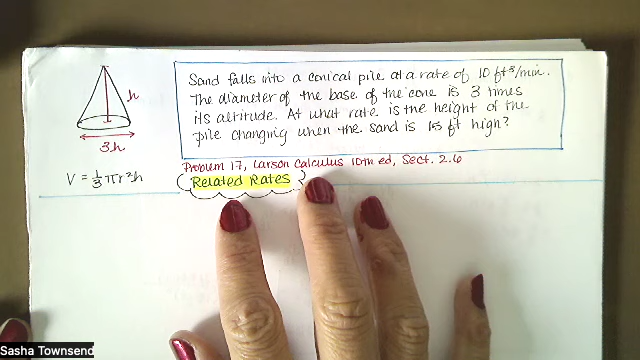 Sand falls into a conical pile at a rate of 10 ft³/min.
h
The diameter of the base of the cone is 3 times
its altitude. At what rate is the height of the
pile changing when the sand is 15 ft high?
3h
Problem 17, Larson Calculus 10th ed, Sect. 2.6
V = 1/3 πr²h
Related Rates
Sasha Townsend